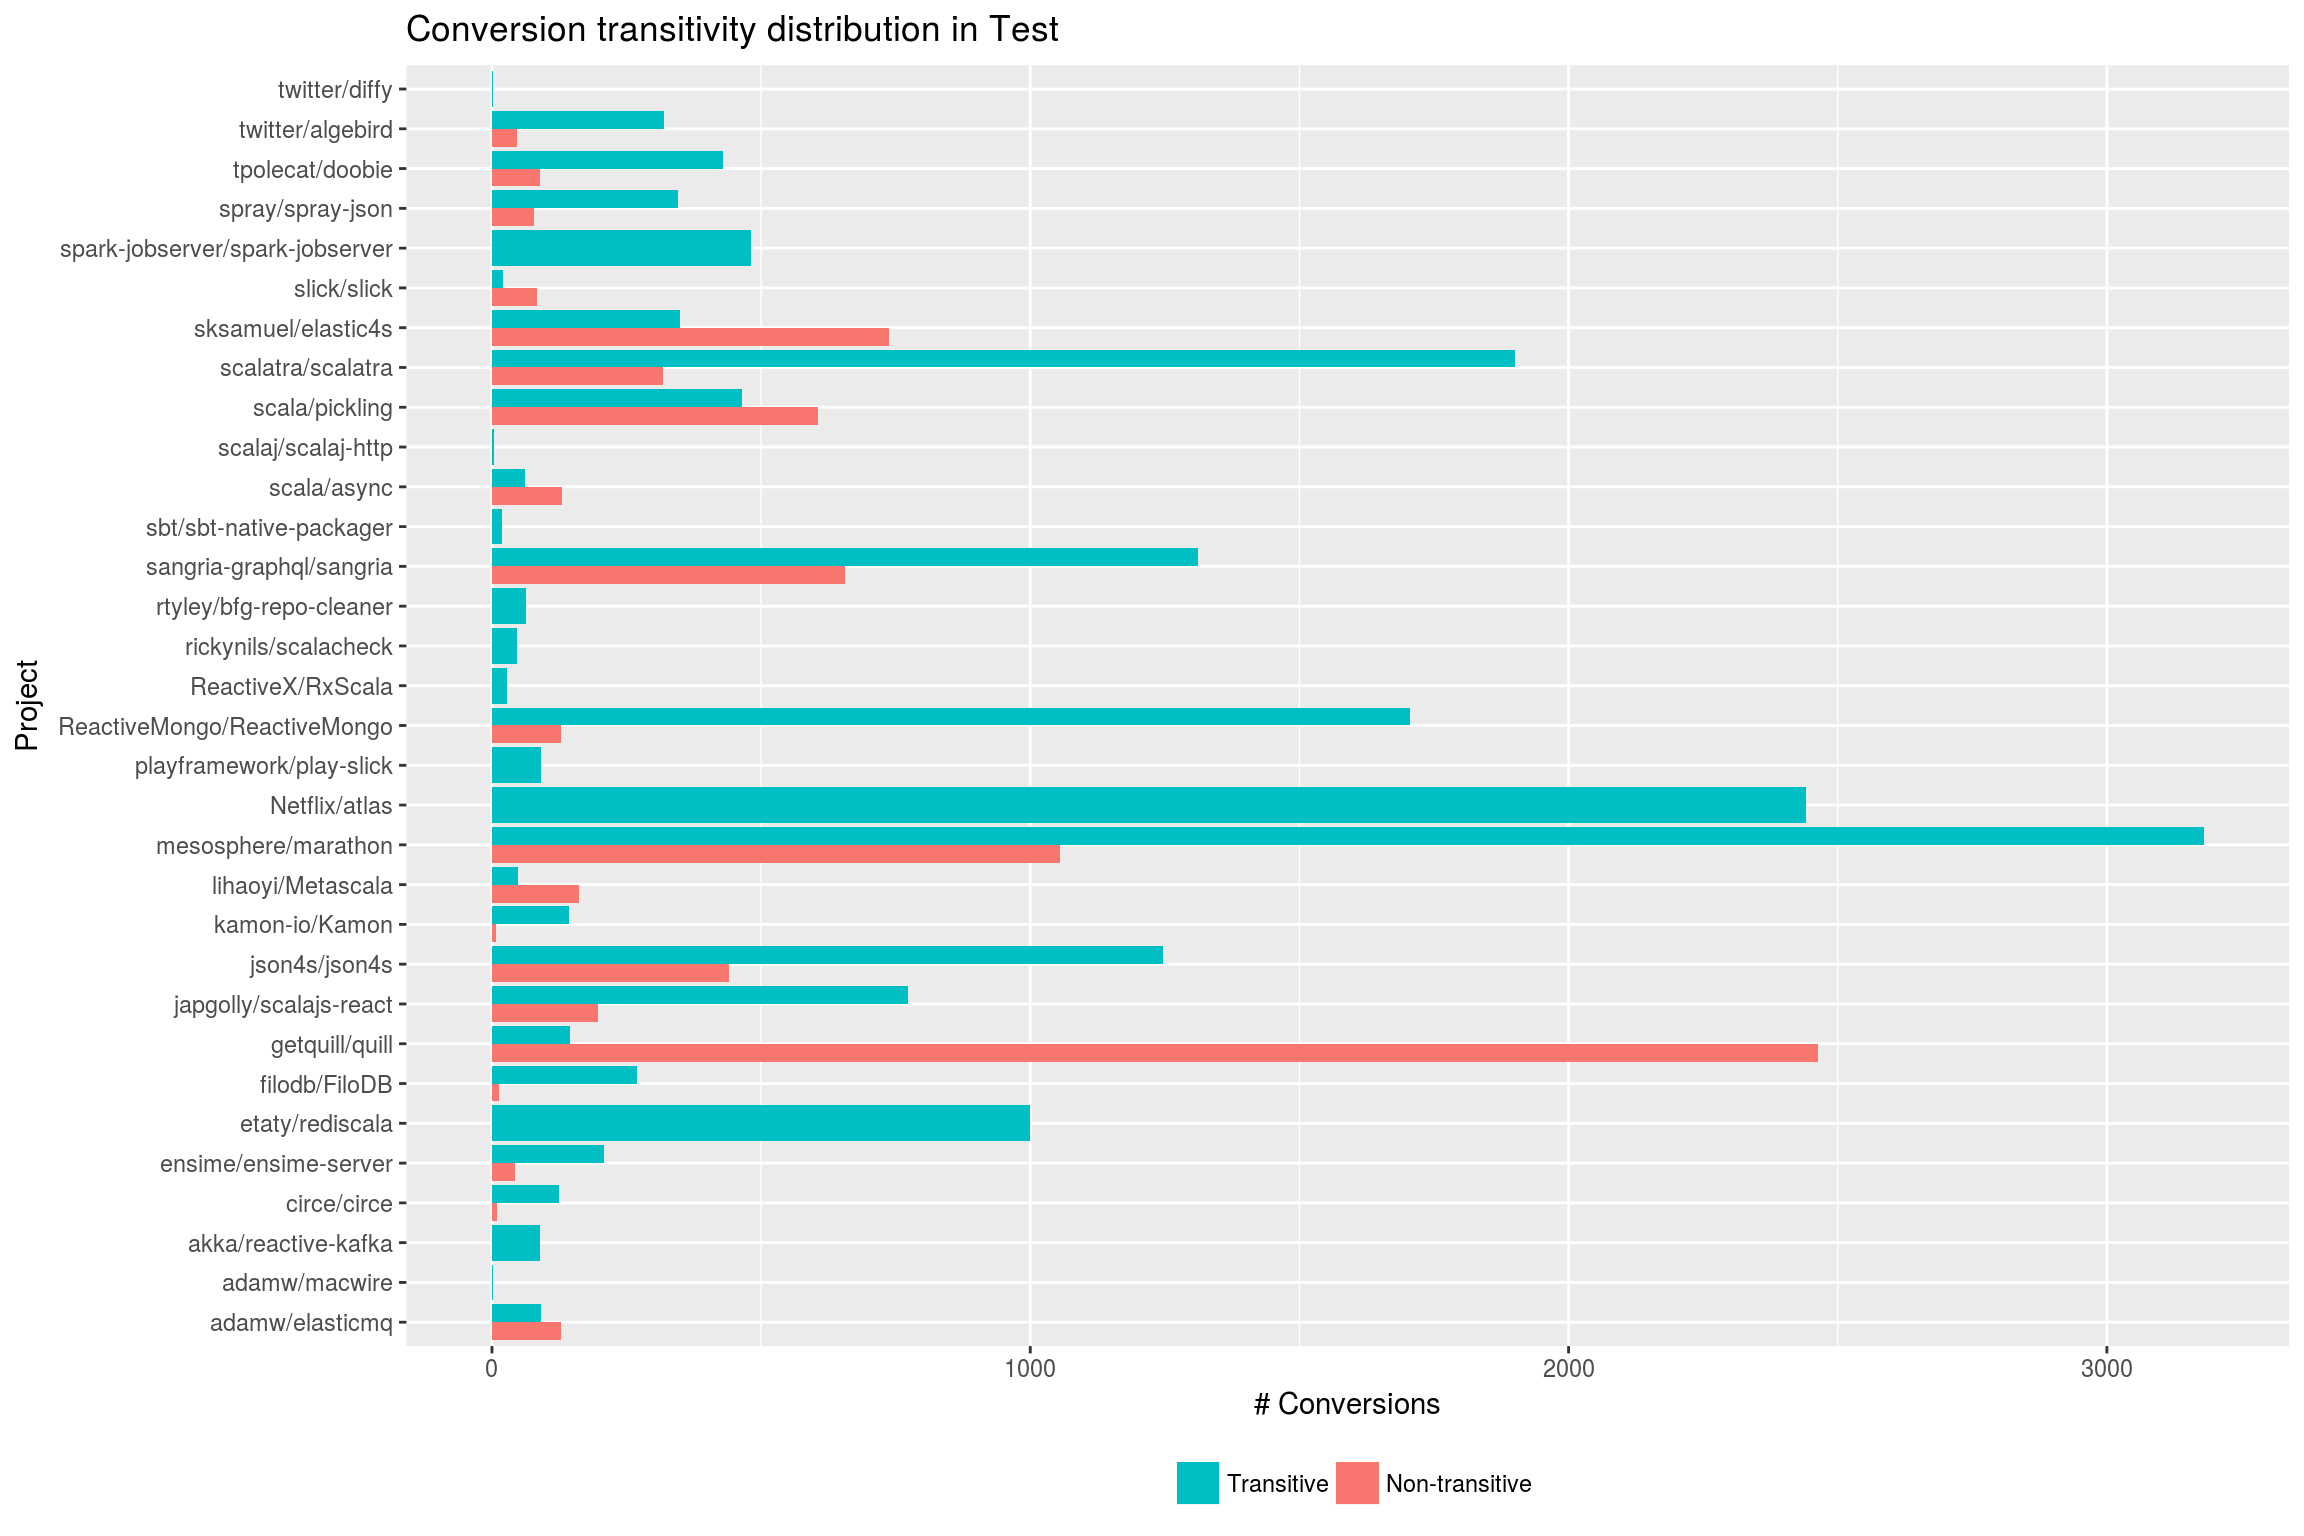 Conversion transitivity distribution in Test
twitter/diffy
twitter/algebird
tpolecat/doobie
spray/spray-json
spark-jobserver/spark-jobserver
slick/slick
sksamuel/elastic4s
scalatra/scalatra
scala/pickling
scalaj/scalaj-http
scala/async
sbt/sbt-native-packager
sangria-graphql/sangria
rtyley/bfg-repo-cleaner
rickynils/scalacheck
ReactiveX/RxScala
ReactiveMongo/ReactiveMongo
playframework/play-slick
Netflix/atlas
mesosphere/marathon
lihaoyi/Metascala
kamon-io/Kamon
json4s/json4s
japgolly/scalajs-react
getquill/quill
filodb/FiloDB
etaty/rediscala
ensime/ensime-server
circe/circe
akka/reactive-kafka
adamw/macwire
adamw/elasticmq
Project
0 1000 2000 3000
# Conversions
Transitive Non-transitive